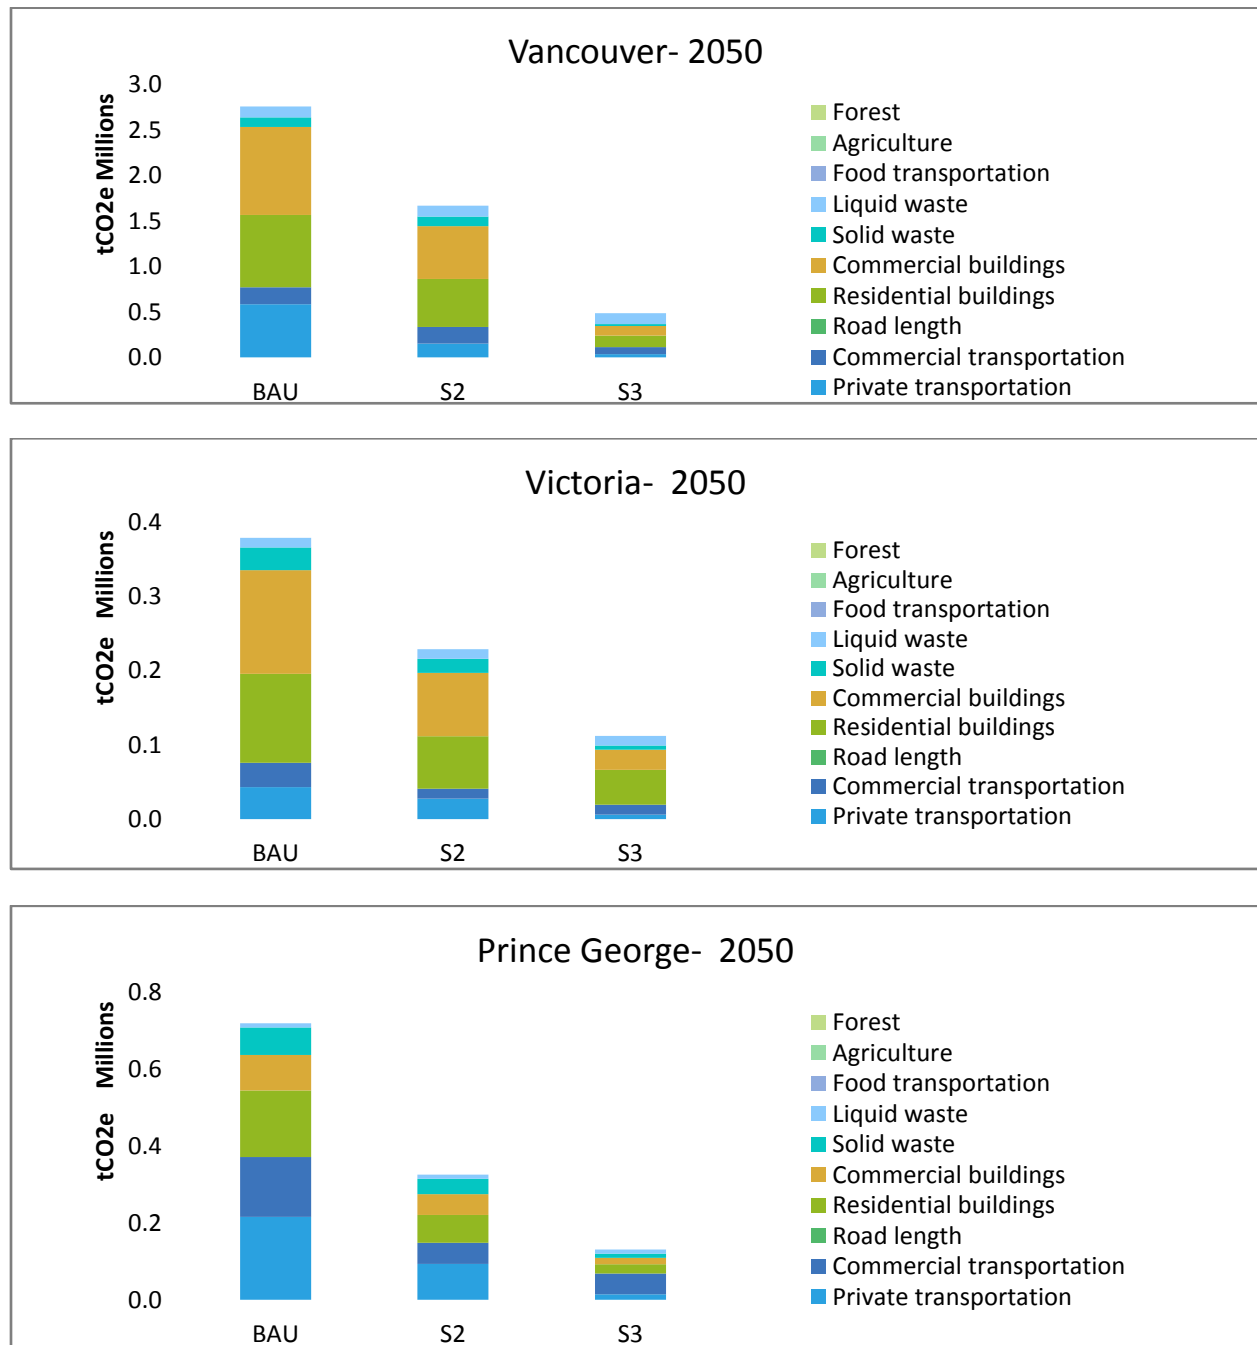 Vancouver- 2050
tCO2e Millions
3.0
2.5
2.0
1.5
1.0
0.5
0.0
BAU
S2
S3
Forest
Agriculture
Food transportation
Liquid waste
Solid waste
Commercial buildings
Residential buildings
Road length
Commercial transportation
Private transportation
Victoria- 2050
tCO2e Millions
0.4
0.3
0.2
0.1
0.0
BAU
S2
S3
Forest
Agriculture
Food transportation
Liquid waste
Solid waste
Commercial buildings
Residential buildings
Road length
Commercial transportation
Private transportation
Prince George- 2050
tCO2e Millions
0.8
0.6
0.4
0.2
0.0
BAU
S2
S3
Forest
Agriculture
Food transportation
Liquid waste
Solid waste
Commercial buildings
Residential buildings
Road length
Commercial transportation
Private transportation